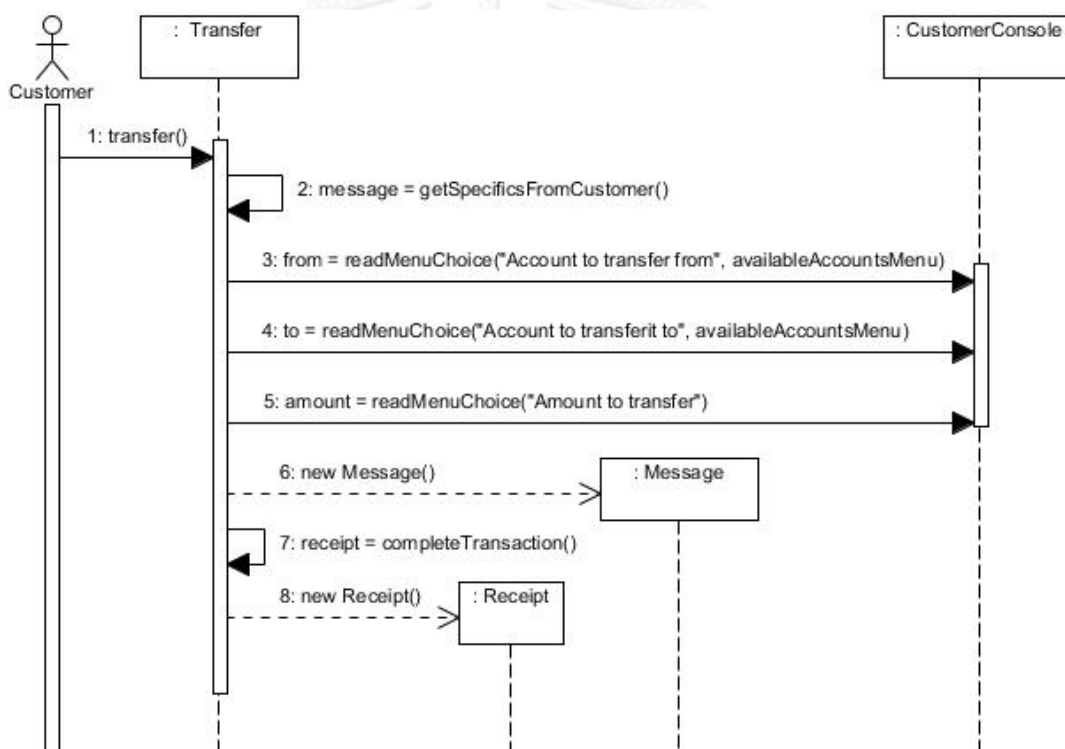 : Transfer
: CustomerConsole
Customer
1: transfer()
2: message = getSpecificsFromCustomer()
3: from = readMenuChoice("Account to transfer from", availableAccountsMenu)
4: to = readMenuChoice("Account to transferit to", availableAccountsMenu)
5: amount = readMenuChoice("Amount to transfer")
6: new Message()
: Message
7: receipt = completeTransaction()
8: new Receipt()
: Receipt